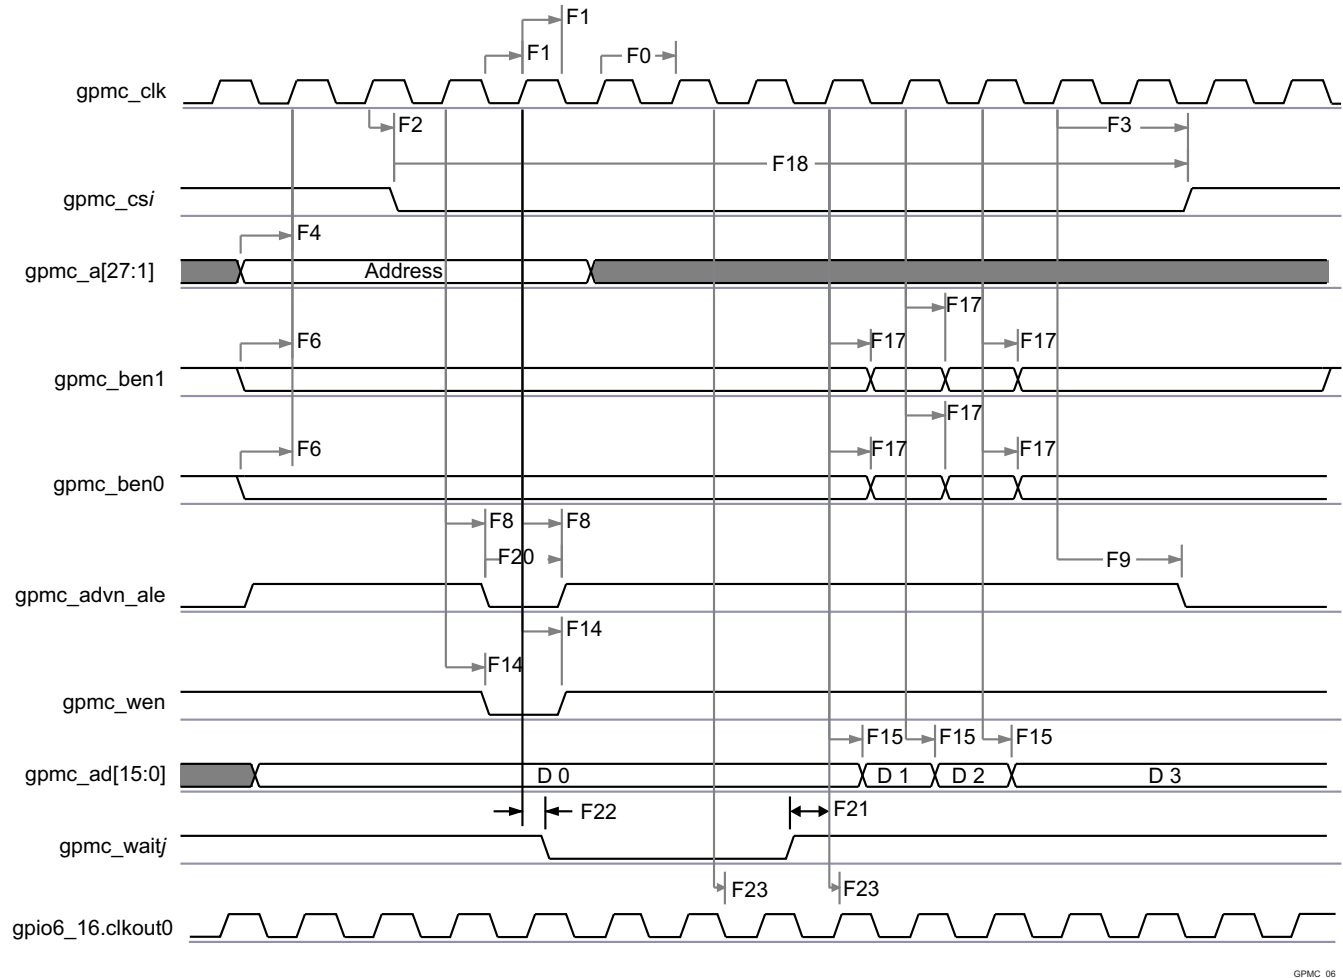 F1
F1
F0
gpmc_clk
F2
F3
F18
gpmc_csi
F4
gpmc_a[27:1]
Address
F17
F6
F17
F17
gpmc_ben1
F17
F6
F17
F17
gpmc_ben0
F8
F8
F20
F9
gpmc_advn_ale
F14
F14
gpmc_wen
F15
F15
F15
gpmc_ad[15:0]
D 0
D 1
D 2
D 3
F22
F21
gpmc_waitj
F23
F23
gpio6_16.clkout0
GPMC_06